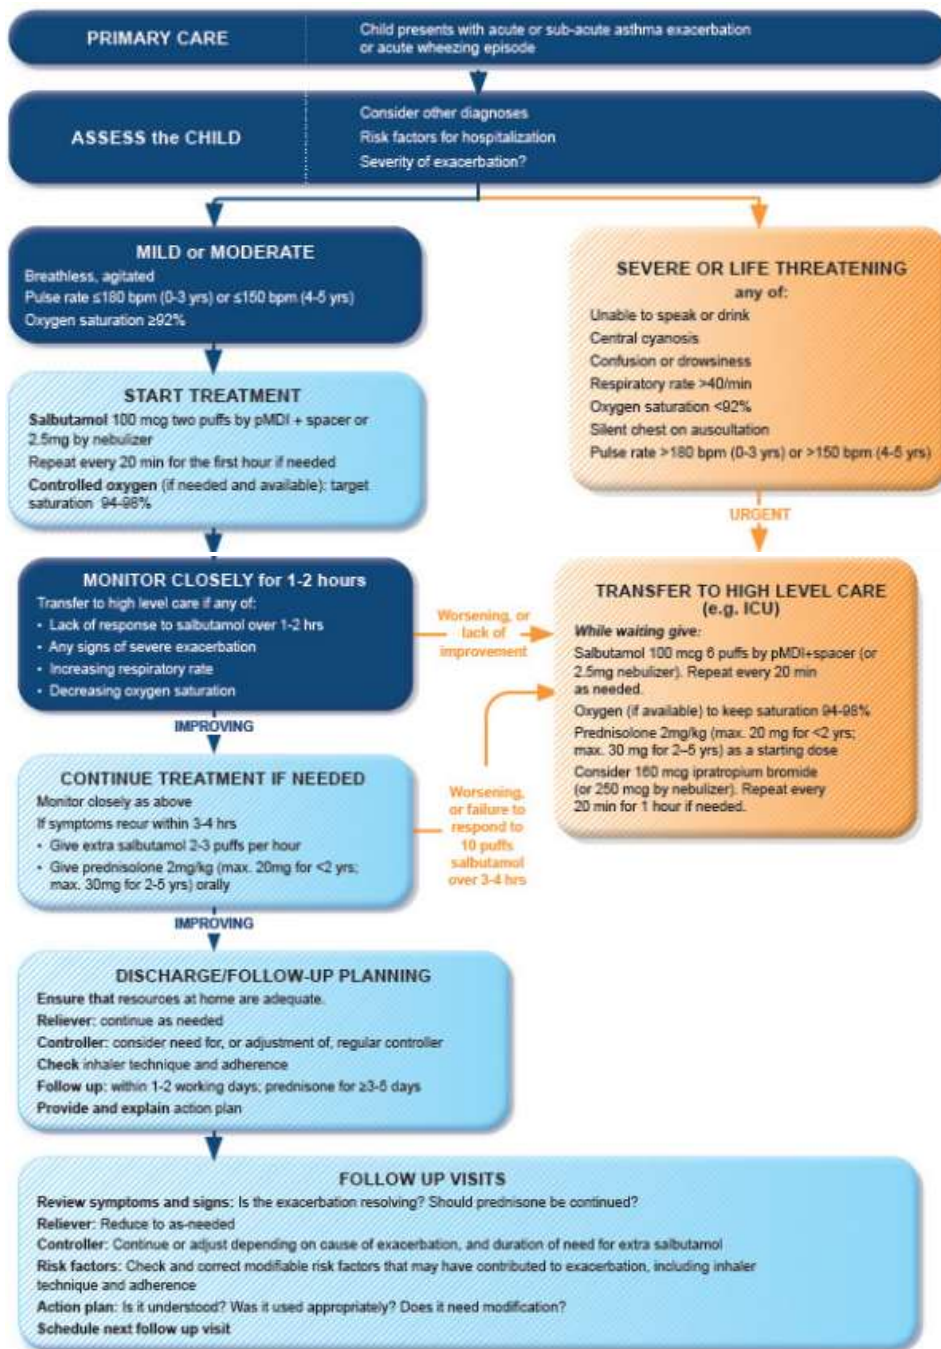 PRIMARY CARE
Child presents with acute or sub-acute asthma exacerbation
or acute wheezing episode
ASSESS the CHILD
Consider other diagnoses
Risk factors for hospitalization
Severity of exacerbation?
MILD or MODERATE
Breathless, agitated
Pulse rate ≤180 bpm (0-3 yrs) or ≤150 bpm (4-5 yrs)
Oxygen saturation ≥92%
SEVERE OR LIFE THREATENING
any of:
Unable to speak or drink
Central cyanosis
Confusion or drowsiness
Respiratory rate >40/min
Oxygen saturation <92%
Silent chest on auscultation
Pulse rate >180 bpm (0-3 yrs) or >150 bpm (4-5 yrs)
START TREATMENT
Salbutamol 100 mcg two puffs by pMDI + spacer or
2.5mg by nebulizer
Repeat every 20 min for the first hour if needed
Controlled oxygen (if needed and available): target
saturation 94-98%
URGENT
MONITOR CLOSELY for 1-2 hours
Transfer to high level care if any of:
• Lack of response to salbutamol over 1-2 hrs
• Any signs of severe exacerbation
• Increasing respiratory rate
• Decreasing oxygen saturation
Worsening, or
lack of
improvement
TRANSFER TO HIGH LEVEL CARE
(e.g. ICU)
While waiting give:
Salbutamol 100 mcg 6 puffs by pMDI+spacer (or
2.5mg nebulizer). Repeat every 20 min
as needed.
Oxygen (if available) to keep saturation 94-98%
Prednisolone 2mg/kg (max. 20 mg for <2 yrs;
max. 30 mg for 2–5 yrs) as a starting dose
Consider 160 mcg ipratropium bromide
(or 250 mcg by nebulizer). Repeat every
20 min for 1 hour if needed.
IMPROVING
CONTINUE TREATMENT IF NEEDED
Monitor closely as above
If symptoms recur within 3-4 hrs
• Give extra salbutamol 2-3 puffs per hour
• Give prednisolone 2mg/kg (max. 20mg for <2 yrs;
max. 30mg for 2-5 yrs) orally
Worsening,
or failure to
respond to
10 puffs
salbutamol
over 3-4 hrs
IMPROVING
DISCHARGE/FOLLOW-UP PLANNING
Ensure that resources at home are adequate.
Reliever: continue as needed
Controller: consider need for, or adjustment of, regular controller
Check inhaler technique and adherence
Follow up: within 1-2 working days; prednisone for ≥3-5 days
Provide and explain action plan
FOLLOW UP VISITS
Review symptoms and signs: Is the exacerbation resolving? Should prednisone be continued?
Reliever: Reduce to as-needed
Controller: Continue or adjust depending on cause of exacerbation, and duration of need for extra salbutamol
Risk factors: Check and correct modifiable risk factors that may have contributed to exacerbation, including inhaler
technique and adherence
Action plan: Is it understood? Was it used appropriately? Does it need modification?
Schedule next follow up visit